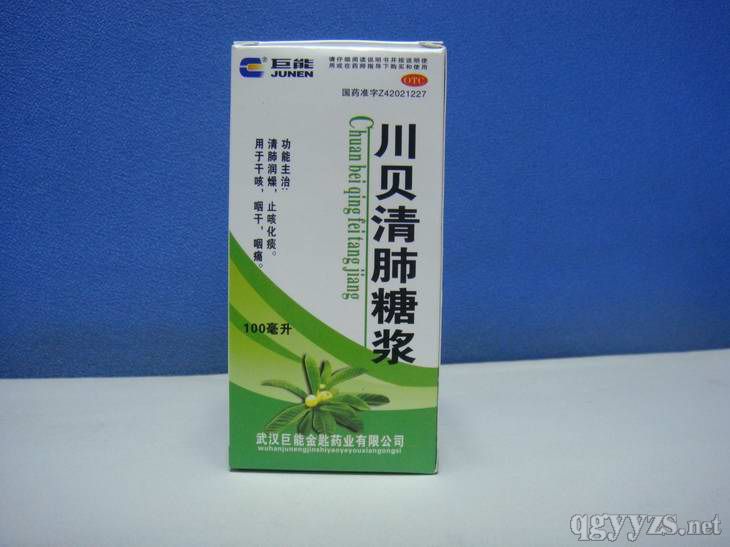 巨能
JUNEN
请仔细阅读说明书并按说明使
用或在药师指导下购买和使用
OTC
国药准字Z42021227
川贝清肺糖浆
Chuan bei qing fei tang jiang
功能主治:
清肺润燥，止咳化痰。
用于干咳，咽干，咽痛。
100毫升
武汉巨能金匙药业有限公司
wuhanjunengjinshiyaoyeyouxiangongsi
qgyyzs.net